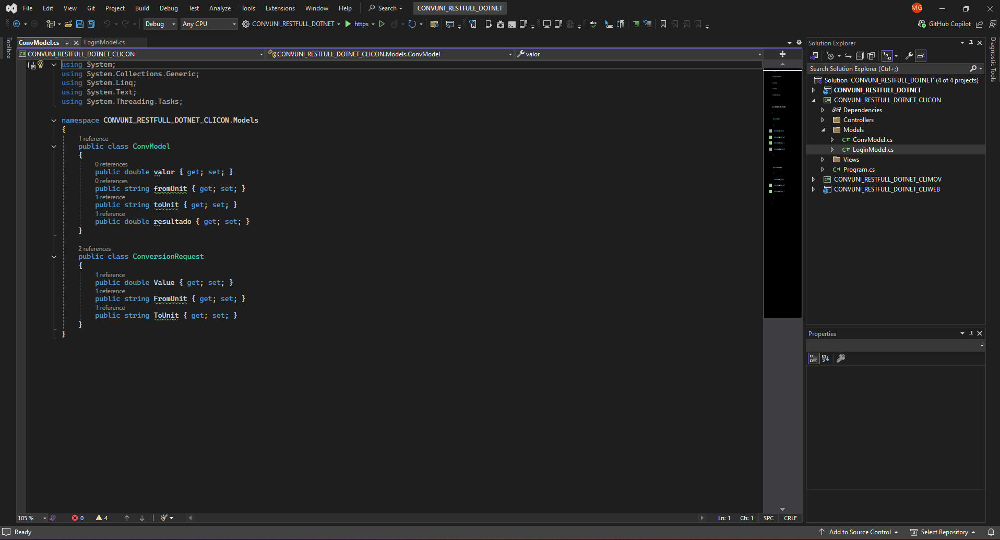 File Edit View Git Project Build Debug Test Analyze Tools Extensions Window Help Search CONVUNI_RESTFULL_DOTNET MG
Debug Any CPU CONVUNI_RESTFULL_DOTNET https GitHub Copilot
Toolbox
ConvModel.cs LoginModel.cs
CONVUNI_RESTFULL_DOTNET_CLICON CONVUNI_RESTFULL_DOTNET_CLICON.Models.ConvModel valor
using System;
using System.Collections.Generic;
using System.Linq;
using System.Text;
using System.Threading.Tasks;
namespace CONVUNI_RESTFULL_DOTNET_CLICON.Models
{
1 reference
public class ConvModel
{
0 references
public double valor { get; set; }
0 references
public string fromUnit { get; set; }
1 reference
public string toUnit { get; set; }
1 reference
public double resultado { get; set; }
}
2 references
public class ConversionRequest
{
1 reference
public double Value { get; set; }
1 reference
public string FromUnit { get; set; }
1 reference
public string ToUnit { get; set; }
}
}
105 % 0 4 Ln: 1 Ch: 1 SPC CRLF
Solution Explorer
Search Solution Explorer (Ctrl+;)
Solution 'CONVUNI_RESTFULL_DOTNET' (4 of 4 projects)
CONVUNI_RESTFULL_DOTNET
C# CONVUNI_RESTFULL_DOTNET_CLICON
Dependencies
Controllers
Models
C# ConvModel.cs
C# LoginModel.cs
Views
C# Program.cs
C# CONVUNI_RESTFULL_DOTNET_CLIMOV
CONVUNI_RESTFULL_DOTNET_CLIWEB
Properties
Diagnostic Tools
Ready Add to Source Control Select Repository